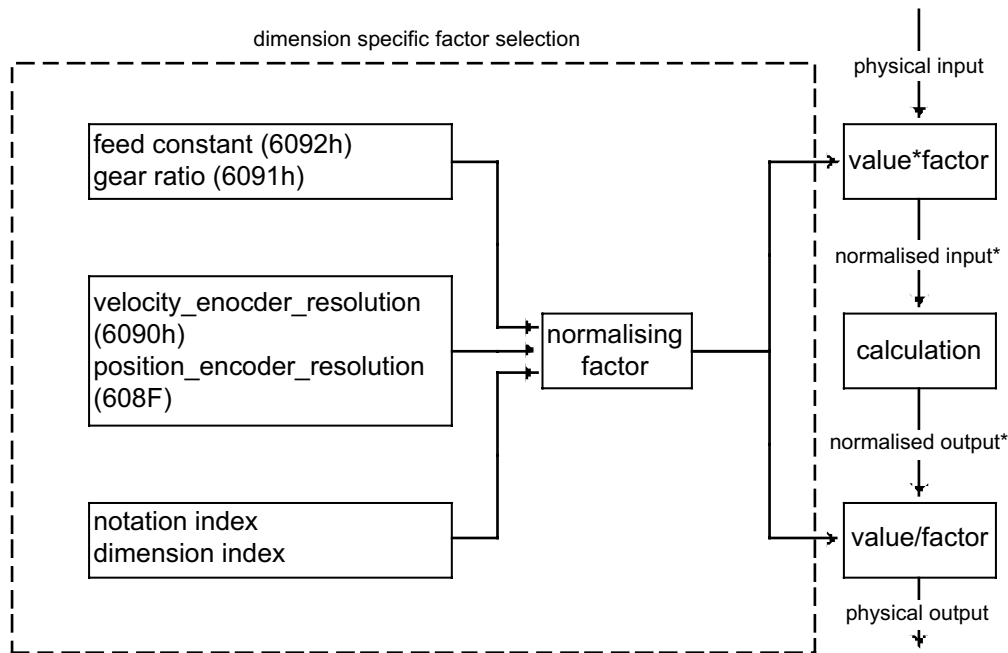 dimension specific factor selection
physical input
feed constant (6092h)
gear ratio (6091h)
value*factor
normalised input*
velocity_enocder_resolution
(6090h)
position_encoder_resolution
(608F)
normalising
factor
calculation
normalised output*
notation index
dimension index
value/factor
physical output